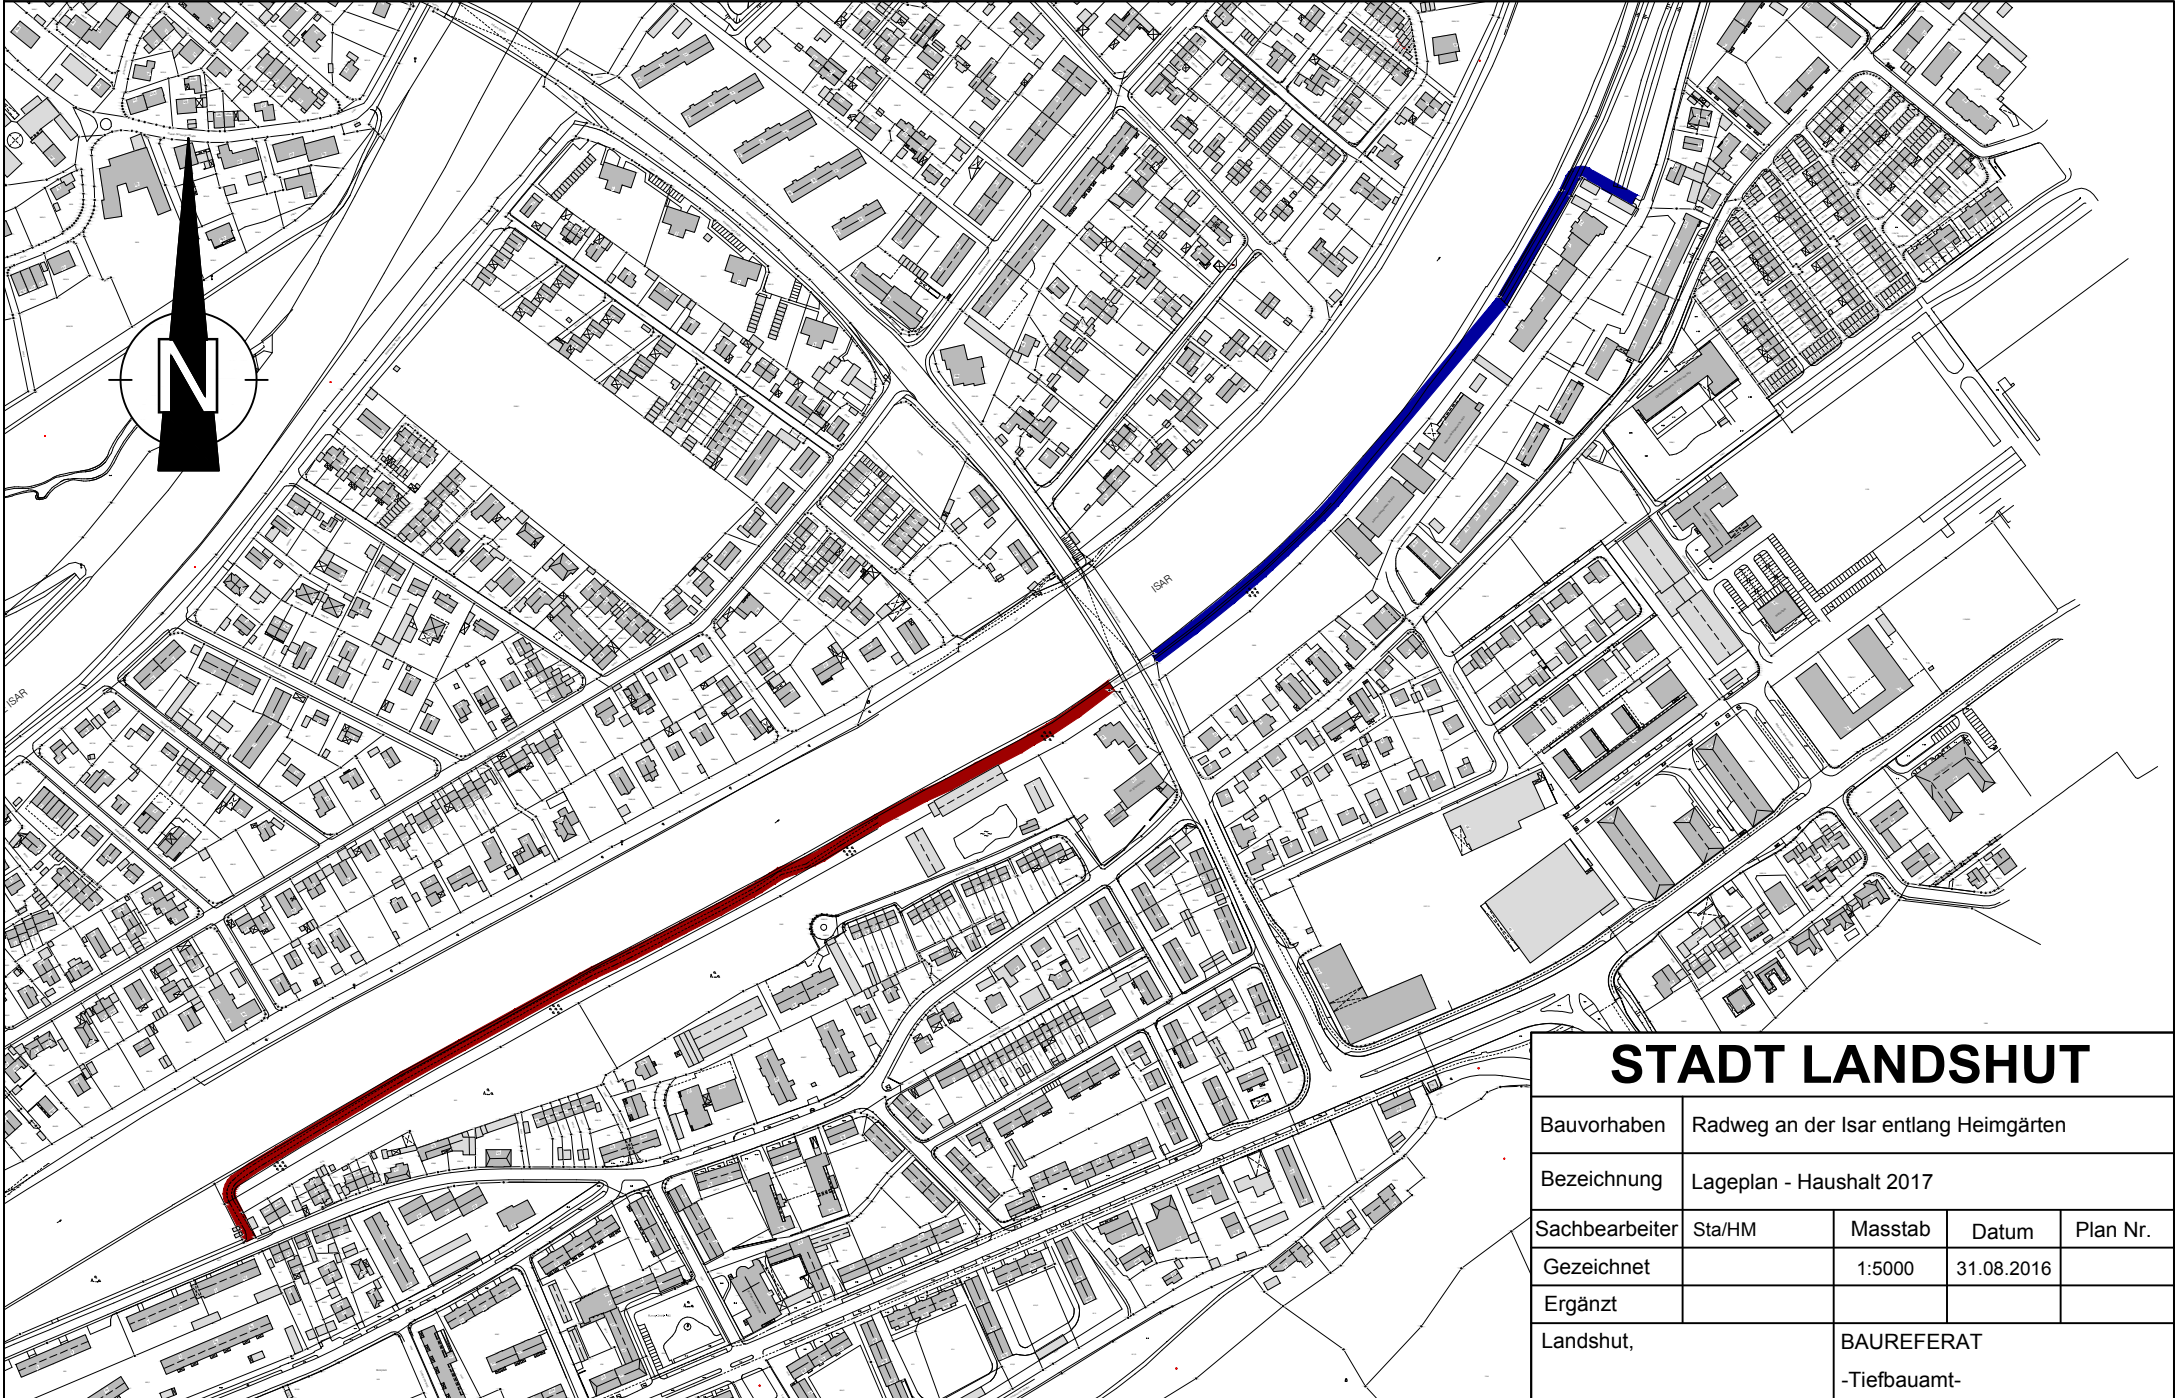 N
ISAR
ISAR
STADT LANDSHUT
Bauvorhaben Radweg an der Isar entlang Heimgärten
Bezeichnung Lageplan - Haushalt 2017
Sachbearbeiter Sta/HM Masstab Datum Plan Nr.
Gezeichnet 1:5000 31.08.2016
Ergänzt
Landshut, BAUREFERAT
-Tiefbauamt-